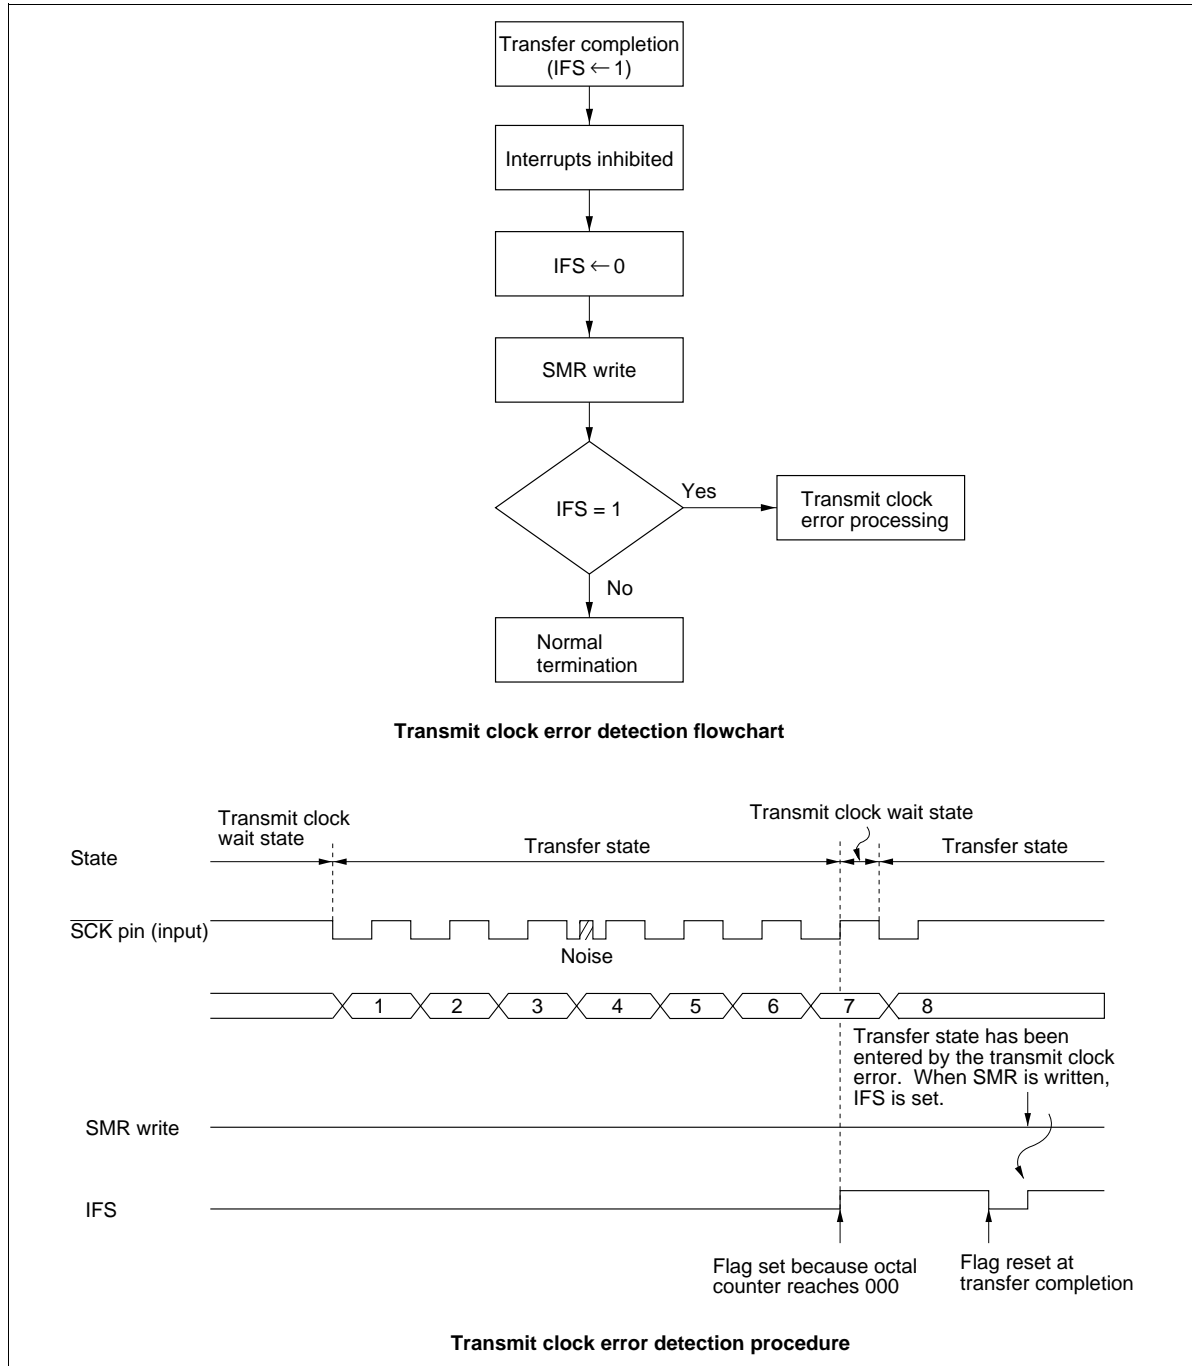 Transfer completion
(IFS ← 1)
Interrupts inhibited
IFS ← 0
SMR write
IFS = 1
Yes
Transmit clock
error processing
No
Normal
termination
Transmit clock error detection flowchart
Transmit clock
wait state
Transmit clock wait state
State
Transfer state
Transfer state
SCK pin (input)
Noise
1 2 3 4 5 6 7 8
Transfer state has been
entered by the transmit clock
error. When SMR is written,
IFS is set.
SMR write
IFS
Flag set because octal
counter reaches 000
Flag reset at
transfer completion
Transmit clock error detection procedure